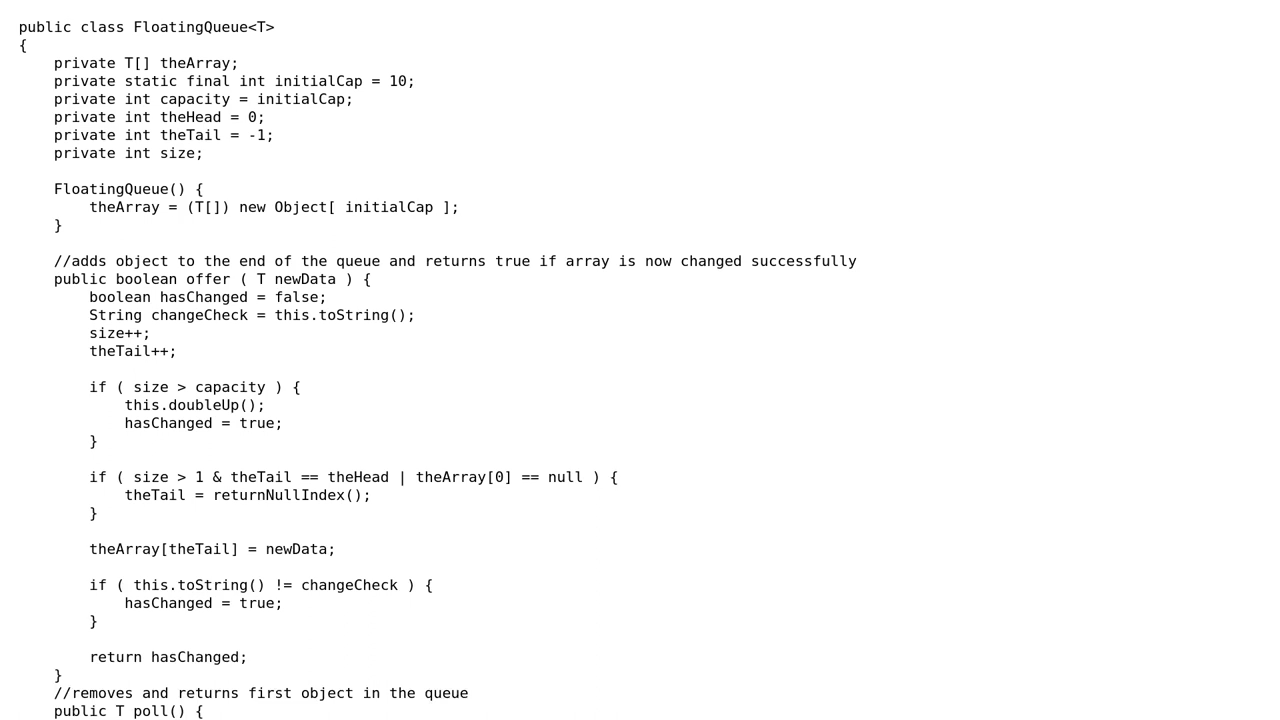 public class FloatingQueue<T>
{
    private T[] theArray;
    private static final int initialCap = 10;
    private int capacity = initialCap;
    private int theHead = 0;
    private int theTail = -1;
    private int size;

    FloatingQueue() {
        theArray = (T[]) new Object[ initialCap ];
    }

    //adds object to the end of the queue and returns true if array is now changed successfully
    public boolean offer ( T newData ) {
        boolean hasChanged = false;
        String changeCheck = this.toString();
        size++;
        theTail++;

        if ( size > capacity ) {
            this.doubleUp();
            hasChanged = true;
        }

        if ( size > 1 & theTail == theHead | theArray[0] == null ) {
            theTail = returnNullIndex();
        }

        theArray[theTail] = newData;

        if ( this.toString() != changeCheck ) {
            hasChanged = true;
        }

        return hasChanged;
    }
    //removes and returns first object in the queue
    public T poll() {